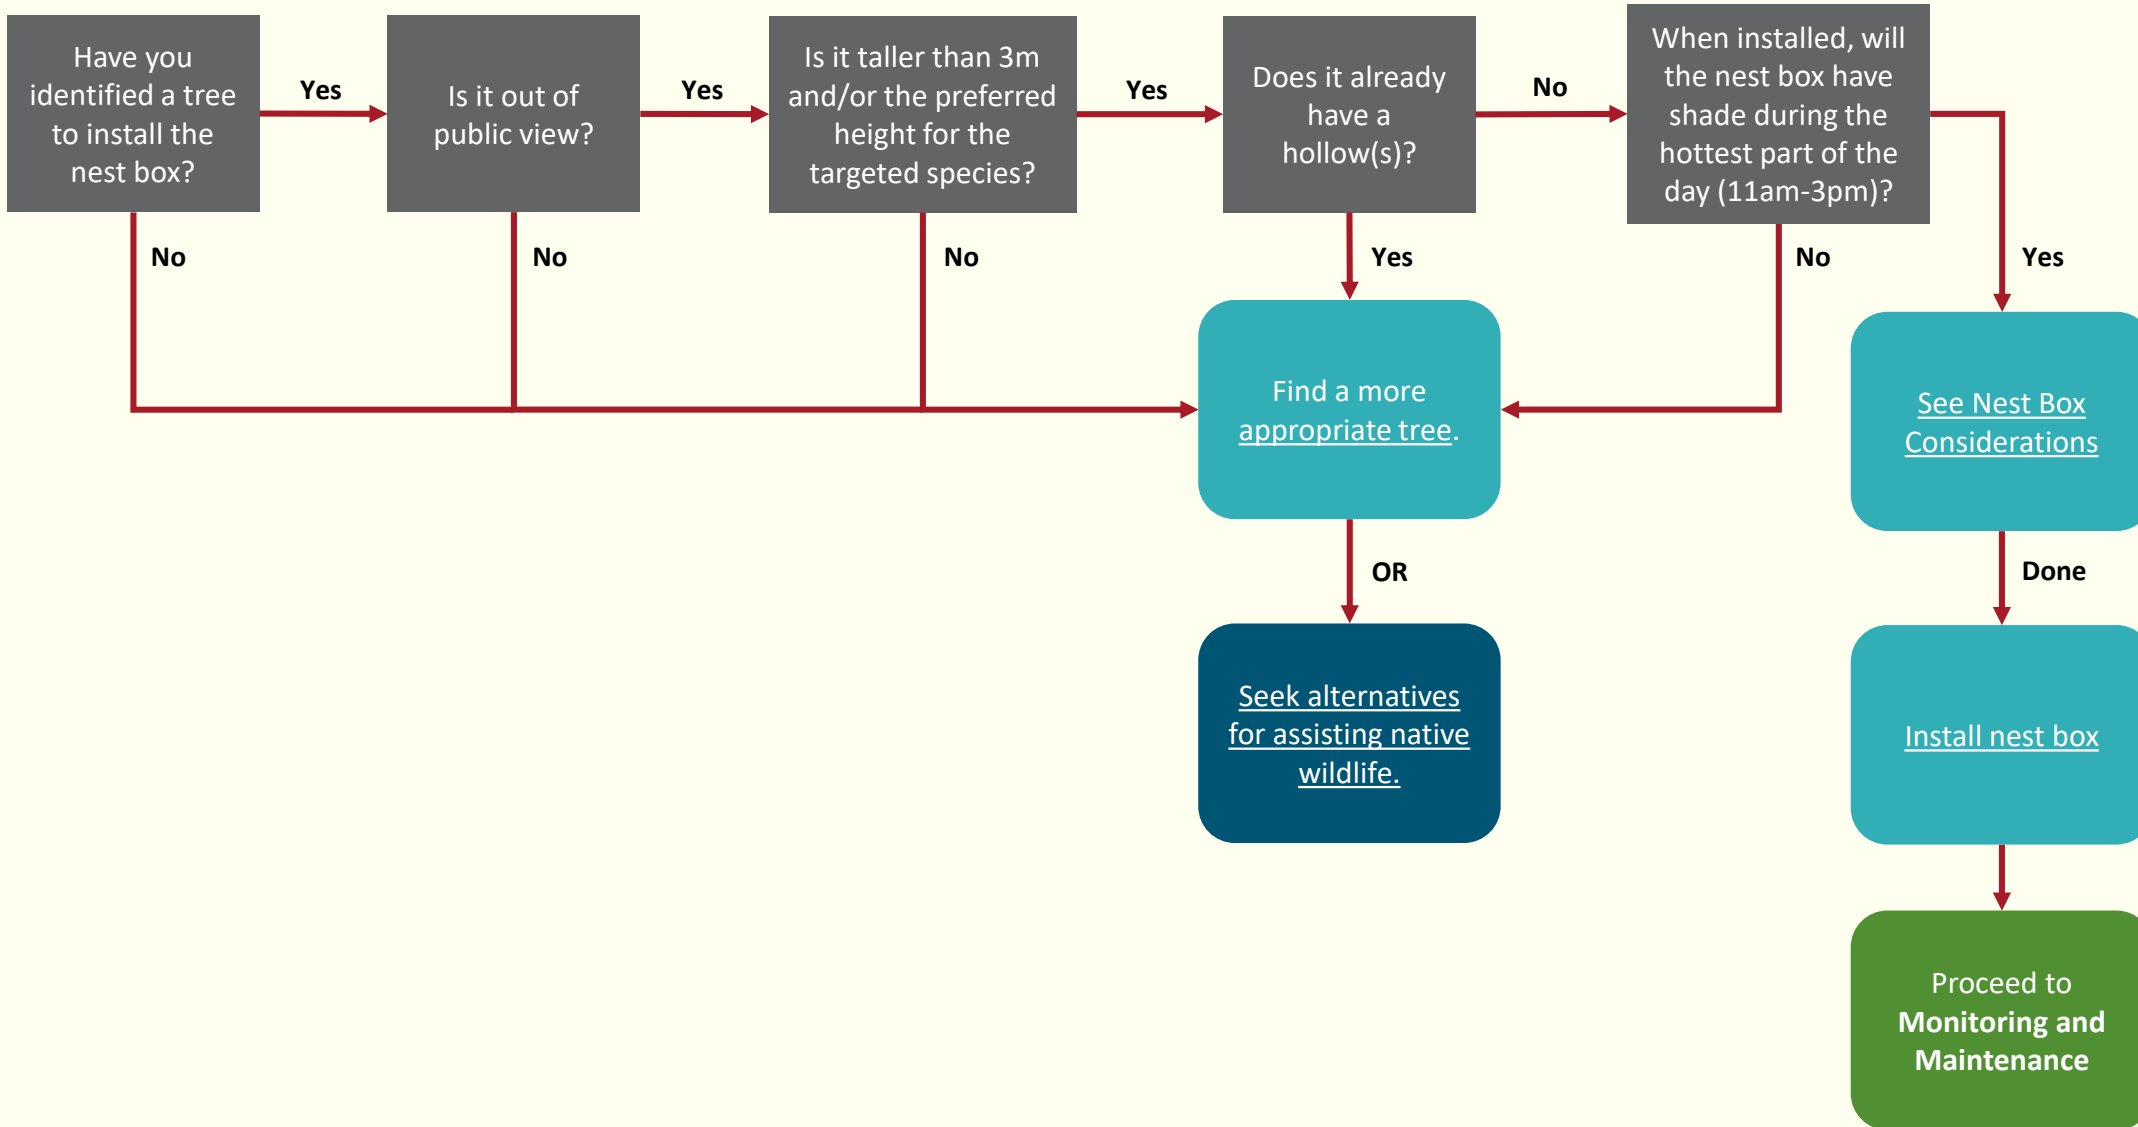 Have you
identified a tree
to install the
nest box?
Yes
Is it out of
public view?
Yes
Is it taller than 3m
and/or the preferred
height for the
targeted species?
Yes
Does it already
have a
hollow(s)?
No
When installed, will
the nest box have
shade during the
hottest part of the
day (11am-3pm)?
No
No
No
Yes
No
Yes
Find a more
appropriate tree.
See Nest Box
Considerations
OR
Done
Seek alternatives
for assisting native
wildlife.
Install nest box
Proceed to
Monitoring and
Maintenance